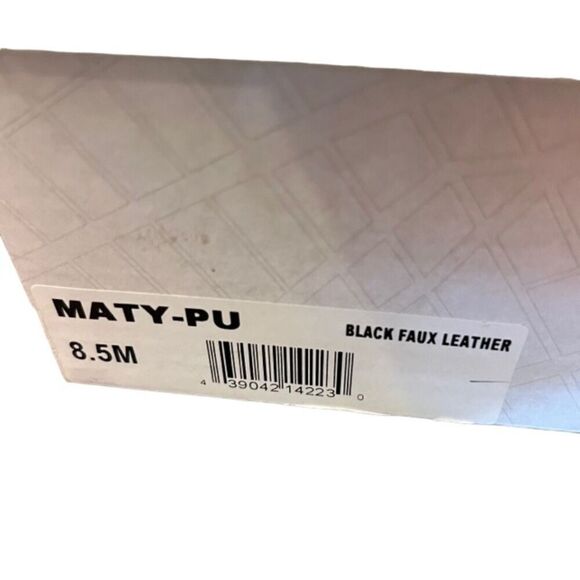 MATY-PU
BLACK FAUX LEATHER
8.5M
4 39042 14223 0